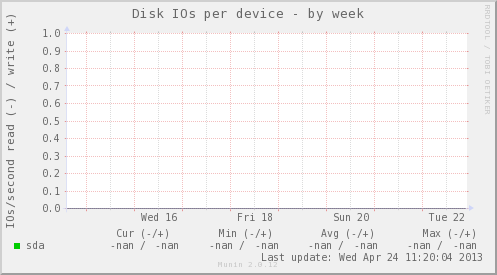 Disk IOs per device - by week
RRDTOOL / TOBI OETIKER
IOs/second read (-) / write (+)
1.0
0.9
0.8
0.7
0.6
0.5
0.4
0.3
0.2
0.1
0.0
Wed 16 Fri 18 Sun 20 Tue 22
Cur (-/+) Min (-/+) Avg (-/+) Max (-/+)
sda -nan / -nan -nan / -nan -nan / -nan -nan / -nan
Last update: Wed Apr 24 11:20:04 2013
Munin 2.0.12